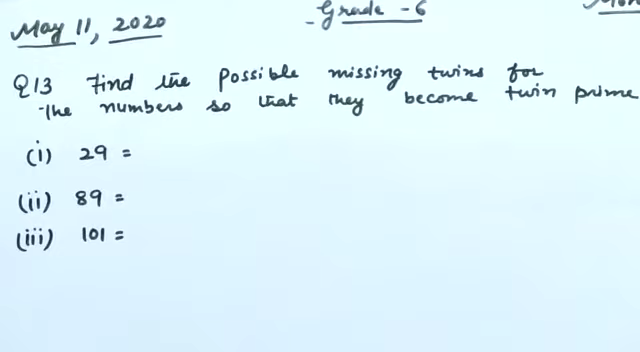 May 11, 2020
- Grade - 6
Q13 Find the possible missing twins for
the numbers so that they become twin prime
(i) 29 =
(ii) 89 =
(iii) 101 =